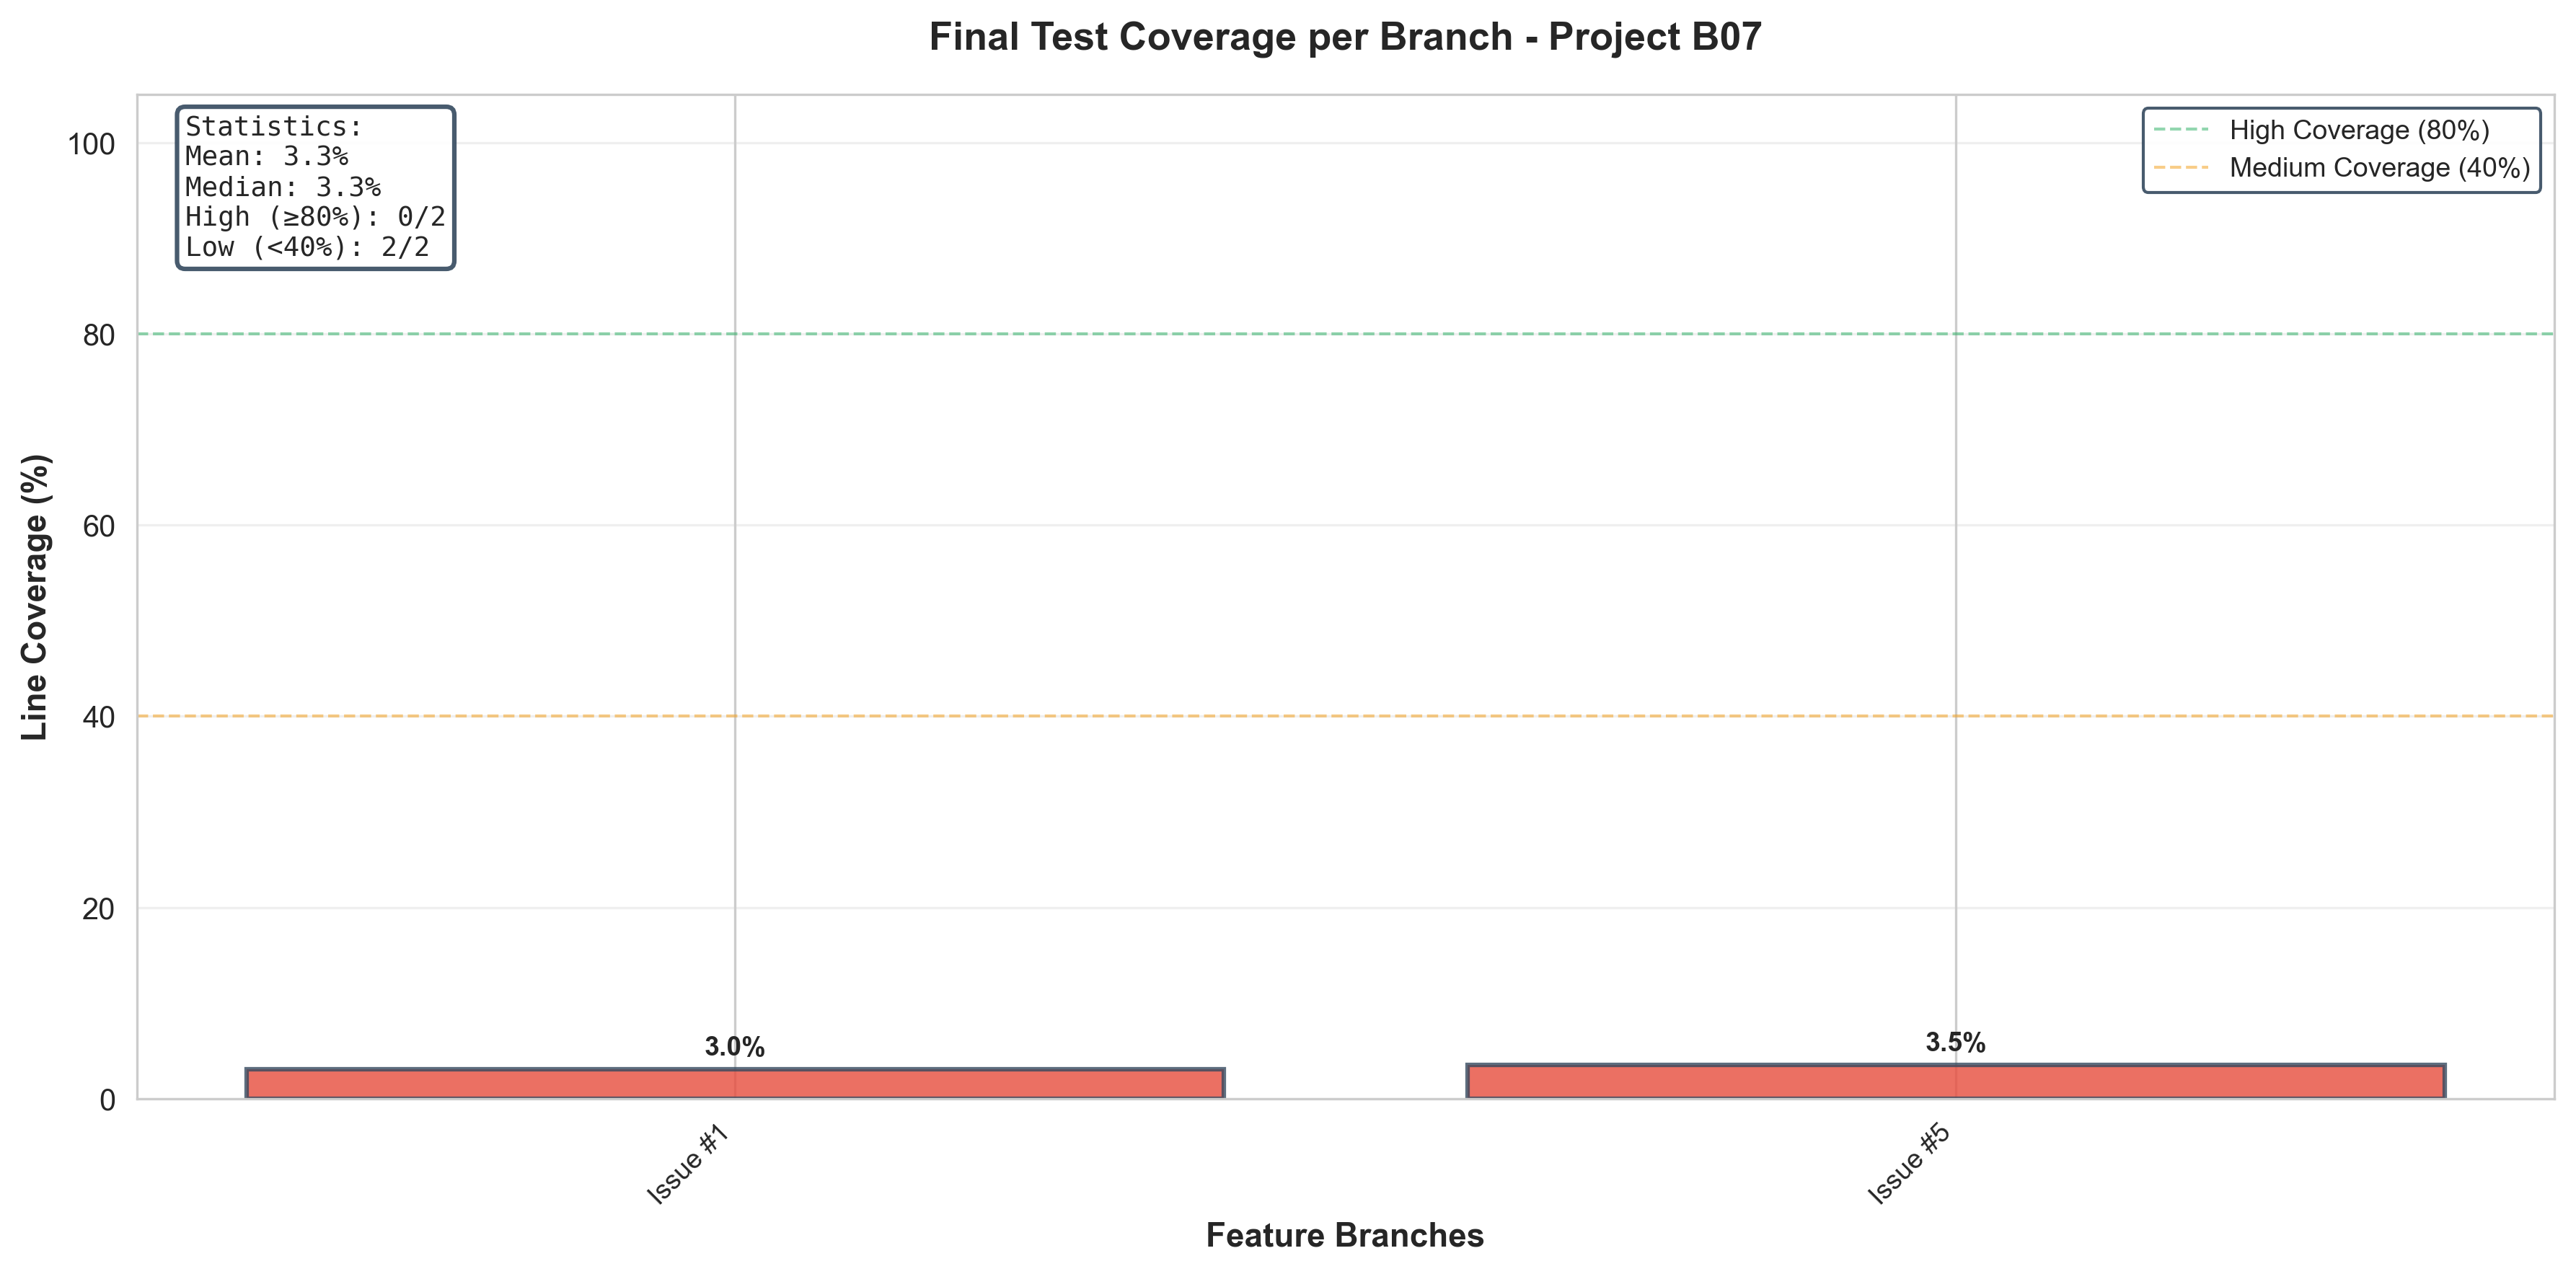 Final Test Coverage per Branch - Project B07
Statistics:
Mean: 3.3%
Median: 3.3%
High (≥80%): 0/2
Low (<40%): 2/2
High Coverage (80%)
Medium Coverage (40%)
Line Coverage (%)
100
80
60
40
20
0
3.0%
3.5%
Issue #1
Issue #5
Feature Branches